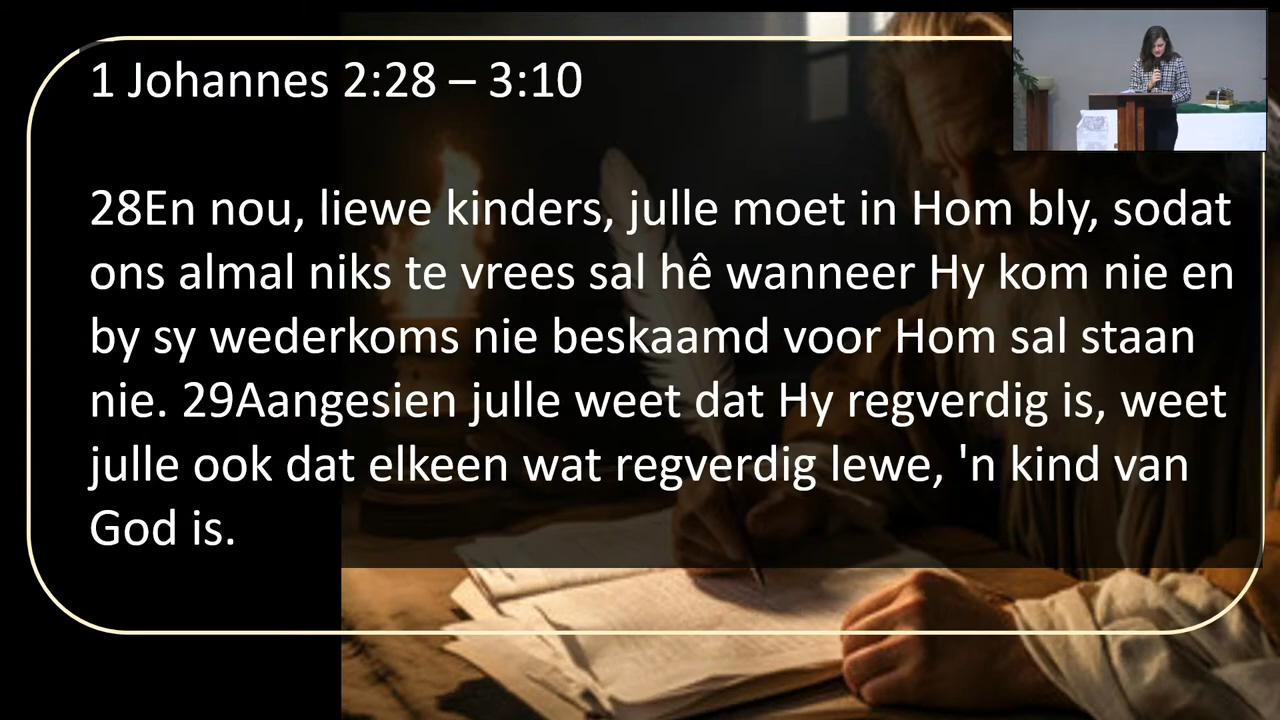 1 Johannes 2:28 – 3:10
28En nou, liewe kinders, julle moet in Hom bly, sodat
ons almal niks te vrees sal hê wanneer Hy kom nie en
by sy wederkoms nie beskaamd voor Hom sal staan
nie. 29Aangesien julle weet dat Hy regverdig is, weet
julle ook dat elkeen wat regverdig lewe, 'n kind van
God is.